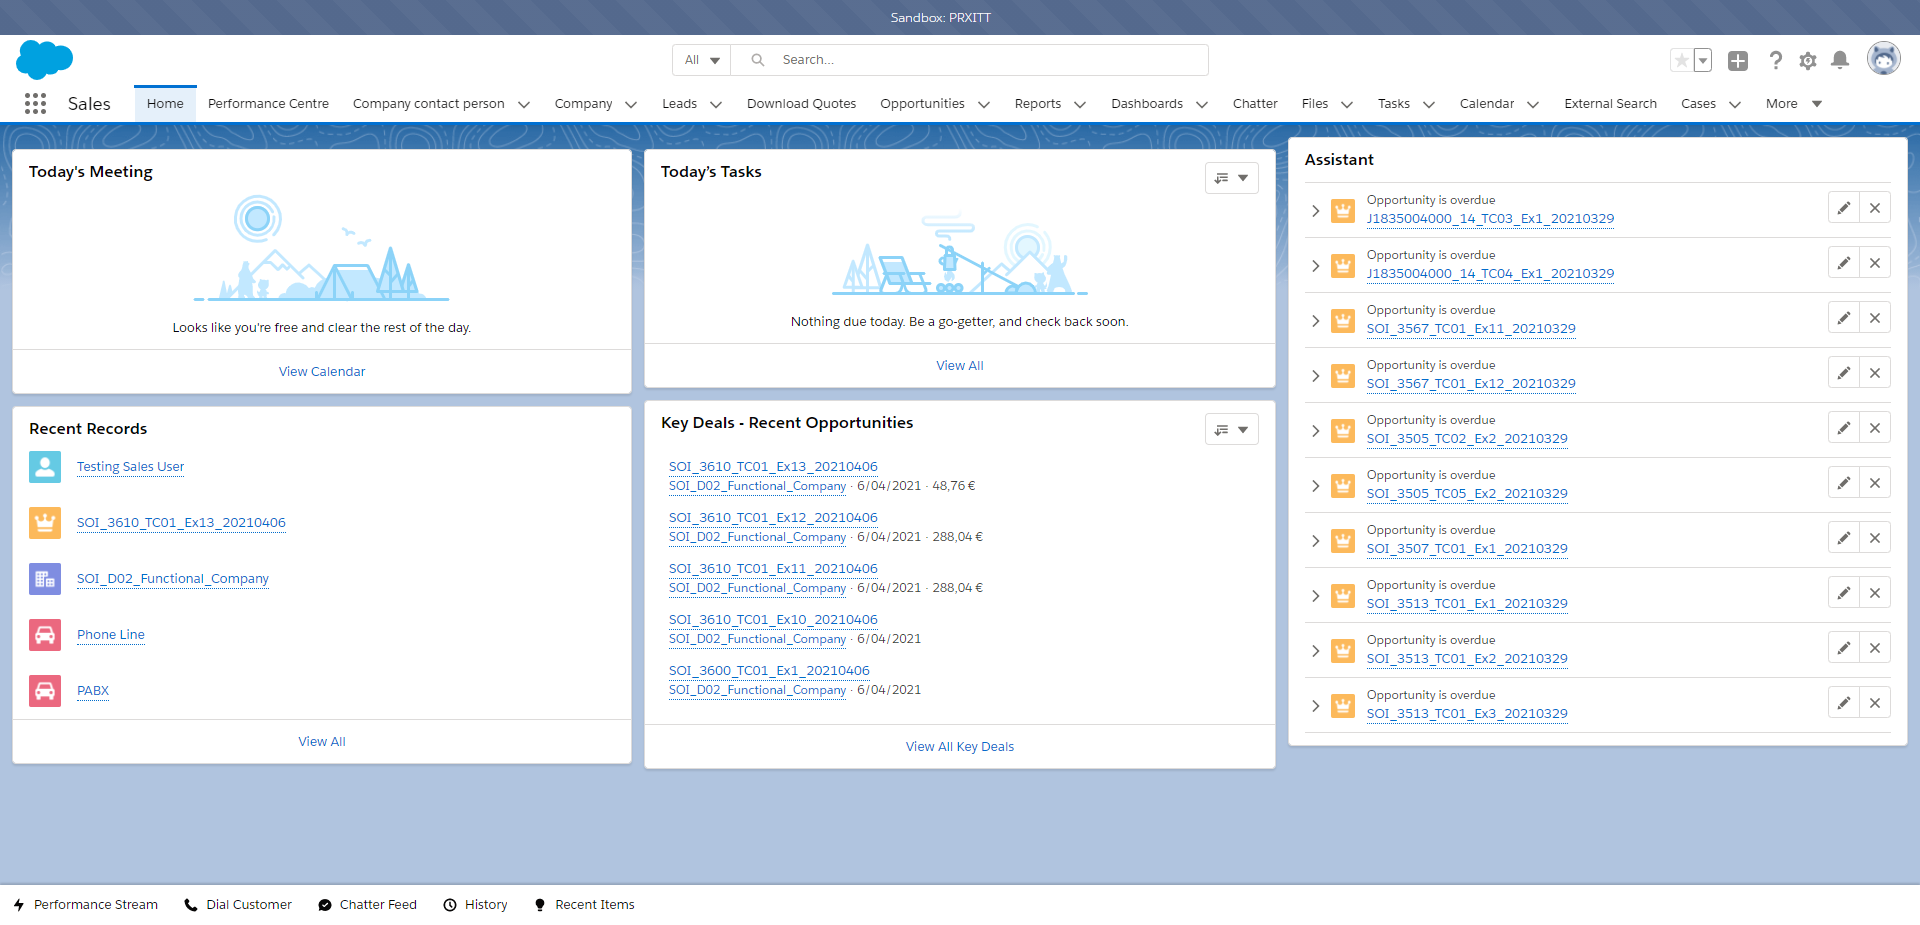 Sandbox: PRXITT
All
Search...
Sales
Home
Performance Centre
Company contact person
Company
Leads
Download Quotes
Opportunities
Reports
Dashboards
Chatter
Files
Tasks
Calendar
External Search
Cases
More
Today's Meeting
Looks like you're free and clear the rest of the day.
View Calendar
Recent Records
Testing Sales User
SOI_3610_TC01_Ex13_20210406
SOI_D02_Functional_Company
Phone Line
PABX
View All
Today’s Tasks
Nothing due today. Be a go-getter, and check back soon.
View All
Key Deals - Recent Opportunities
SOI_3610_TC01_Ex13_20210406
SOI_D02_Functional_Company · 6/04/2021 · 48,76 €
SOI_3610_TC01_Ex12_20210406
SOI_D02_Functional_Company · 6/04/2021 · 288,04 €
SOI_3610_TC01_Ex11_20210406
SOI_D02_Functional_Company · 6/04/2021 · 288,04 €
SOI_3610_TC01_Ex10_20210406
SOI_D02_Functional_Company · 6/04/2021
SOI_3600_TC01_Ex1_20210406
SOI_D02_Functional_Company · 6/04/2021
View All Key Deals
Assistant
Opportunity is overdue
J1835004000_14_TC03_Ex1_20210329
Opportunity is overdue
J1835004000_14_TC04_Ex1_20210329
Opportunity is overdue
SOI_3567_TC01_Ex11_20210329
Opportunity is overdue
SOI_3567_TC01_Ex12_20210329
Opportunity is overdue
SOI_3505_TC02_Ex2_20210329
Opportunity is overdue
SOI_3505_TC05_Ex2_20210329
Opportunity is overdue
SOI_3507_TC01_Ex1_20210329
Opportunity is overdue
SOI_3513_TC01_Ex1_20210329
Opportunity is overdue
SOI_3513_TC01_Ex2_20210329
Opportunity is overdue
SOI_3513_TC01_Ex3_20210329
Performance Stream
Dial Customer
Chatter Feed
History
Recent Items